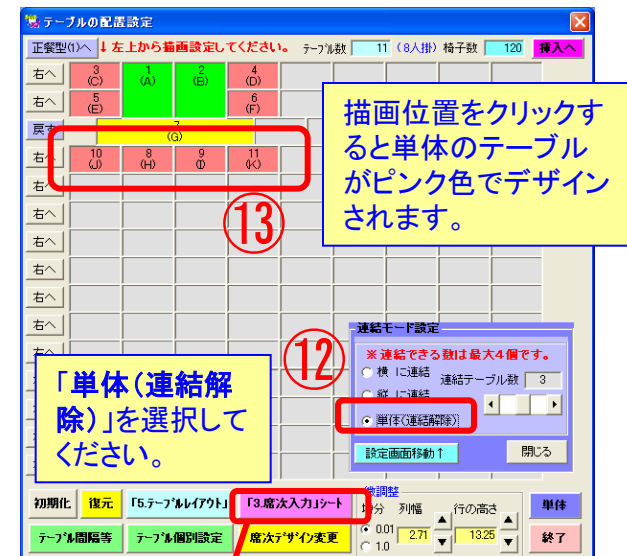 テーブルの配置設定
正餐型(1)へ ↓左上から描画設定してください。 テーブル数 11 (8人掛) 椅子数 120 挿入へ
右へ 3 (C) 1 (A) 2 (B) 4 (D)
右へ 5 (E) 6 (F)
戻す 7 (G)
右へ 10 (J) 8 (H) 9 (I) 11 (K)
右へ
右へ
右へ
右へ
右へ
右へ
描画位置をクリックす
ると単体のテーブル
がピンク色でデザイン
されます。
⑬
⑫
連結モード設定
※連結できる数は最大4個です。
横 に連結
連結テーブル数 3
縦 に連結
単体(連結解除)
設定画面移動↑ 閉じる
「単体(連結解
除)」を選択して
ください。
微調整
初期化 復元 「5.テーブルレイアウト」 「3.席次入力」シート 列幅 行の高さ 単体
テーブル間隔等 テーブル個別設定 席次デザイン変更 0.01 1.0 2.71 13.25 終了